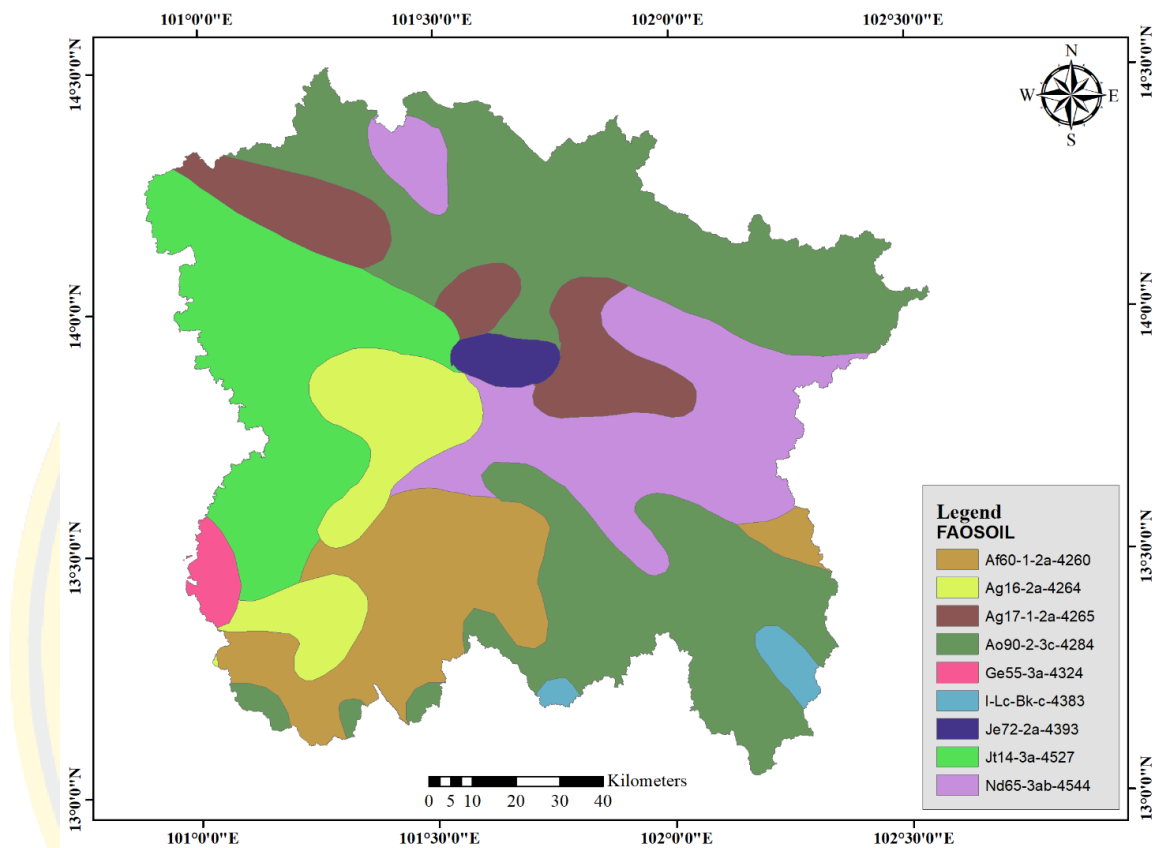 101°0'0"E 101°30'0"E 102°0'0"E 102°30'0"E
14°30'0"N
14°30'0"N
N
W E
S
14°0'0"N
14°0'0"N
13°30'0"N
13°30'0"N
13°0'0"N
13°0'0"N
Legend
FAOSOIL
Af60-1-2a-4260
Ag16-2a-4264
Ag17-1-2a-4265
Ao90-2-3c-4284
Ge55-3a-4324
I-Lc-Bk-c-4383
Je72-2a-4393
Jt14-3a-4527
Nd65-3ab-4544
Kilometers
0 5 10 20 30 40
101°0'0"E 101°30'0"E 102°0'0"E 102°30'0"E